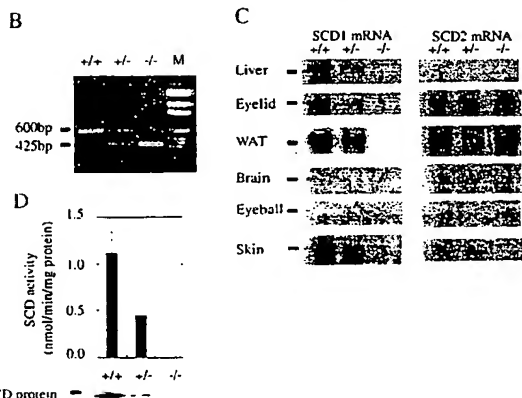 B
+/+ +/- -/- M
600bp
425bp
C
SCD1 mRNA SCD2 mRNA
+/+ +/- -/- +/+ +/- -/-
Liver
Eyelid
WAT
Brain
Eyeball
Skin
D
SCD activity
(nmol/min/mg protein)
1.5
1.0
0.5
0.0
+/+ +/- -/-
CD protein